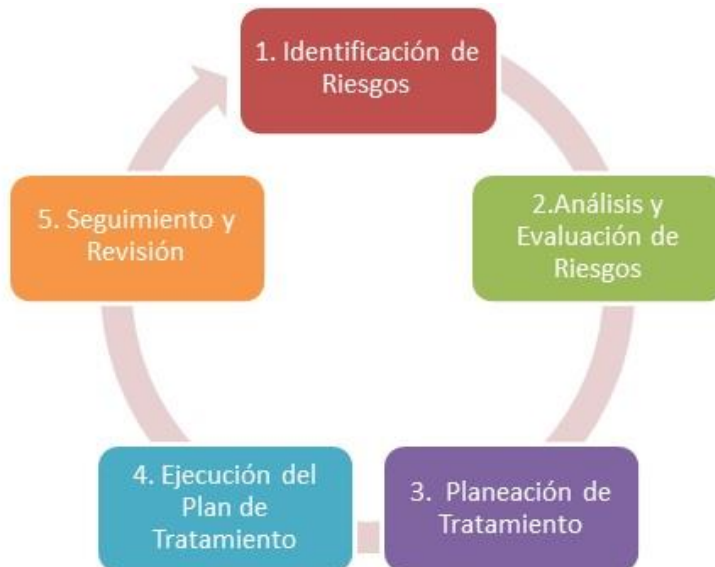 1. Identificación de
Riesgos
2.Análisis y
Evaluación de
Riesgos
3. Planeación de
Tratamiento
4. Ejecución del
Plan de
Tratamiento
5. Seguimiento y
Revisión